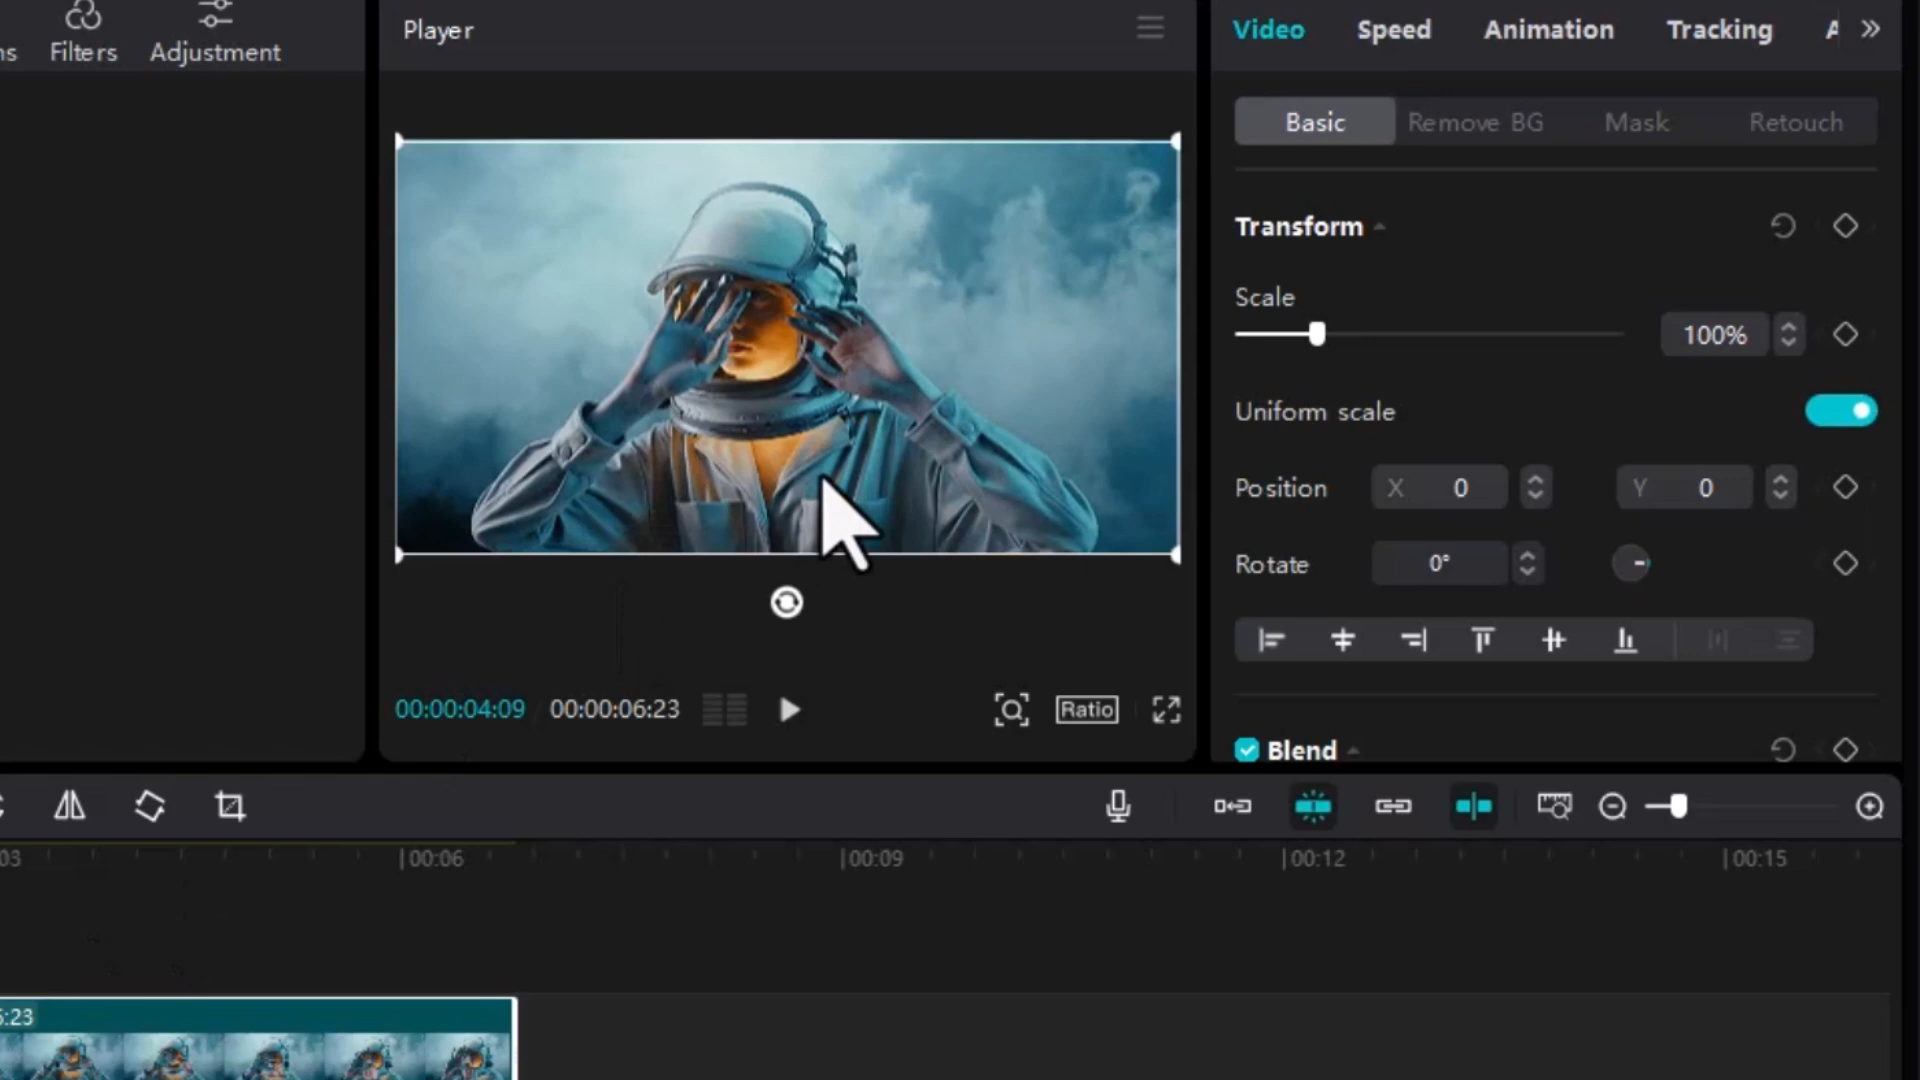 Filters
Adjustment
Player
Video
Speed
Animation
Tracking
Basic
Remove BG
Mask
Retouch
Transform
Scale
100%
Uniform scale
Position
X 0
Y 0
Rotate
0°
00:00:04:09
00:00:06:23
Ratio
Blend
00:06
00:09
00:12
00:15